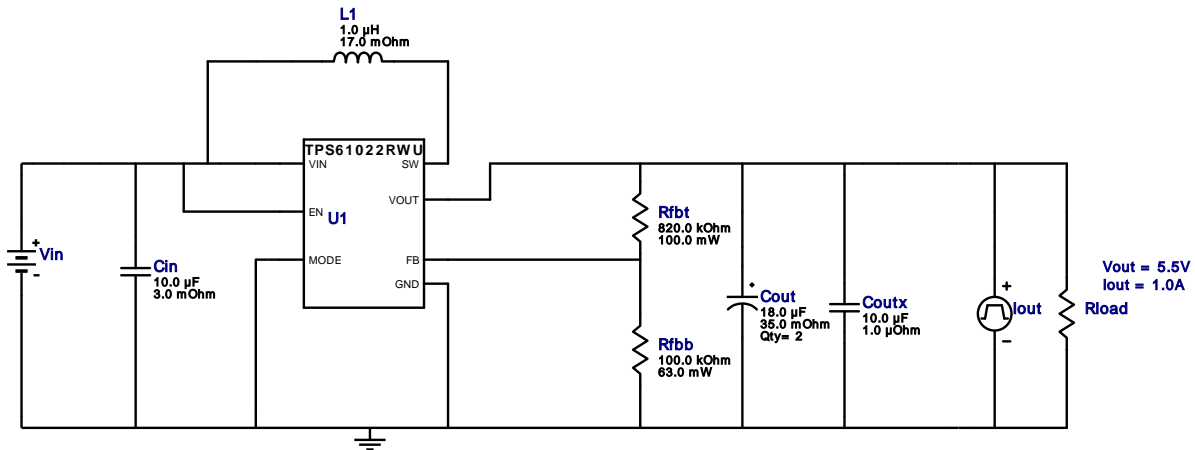 L1
1.0 µH
17.0 mOhm
TPS61022RWU
VIN
SW
VOUT
EN
U1
MODE
FB
GND
+
Vin
-
Cin
10.0 µF
3.0 mOhm
Rfbt
820.0 kOhm
100.0 mW
Rfbb
100.0 kOhm
63.0 mW
Cout
18.0 µF
35.0 mOhm
Qty= 2
Coutx
10.0 µF
1.0 µOhm
+
Iout
-
Rload
Vout = 5.5V
Iout = 1.0A